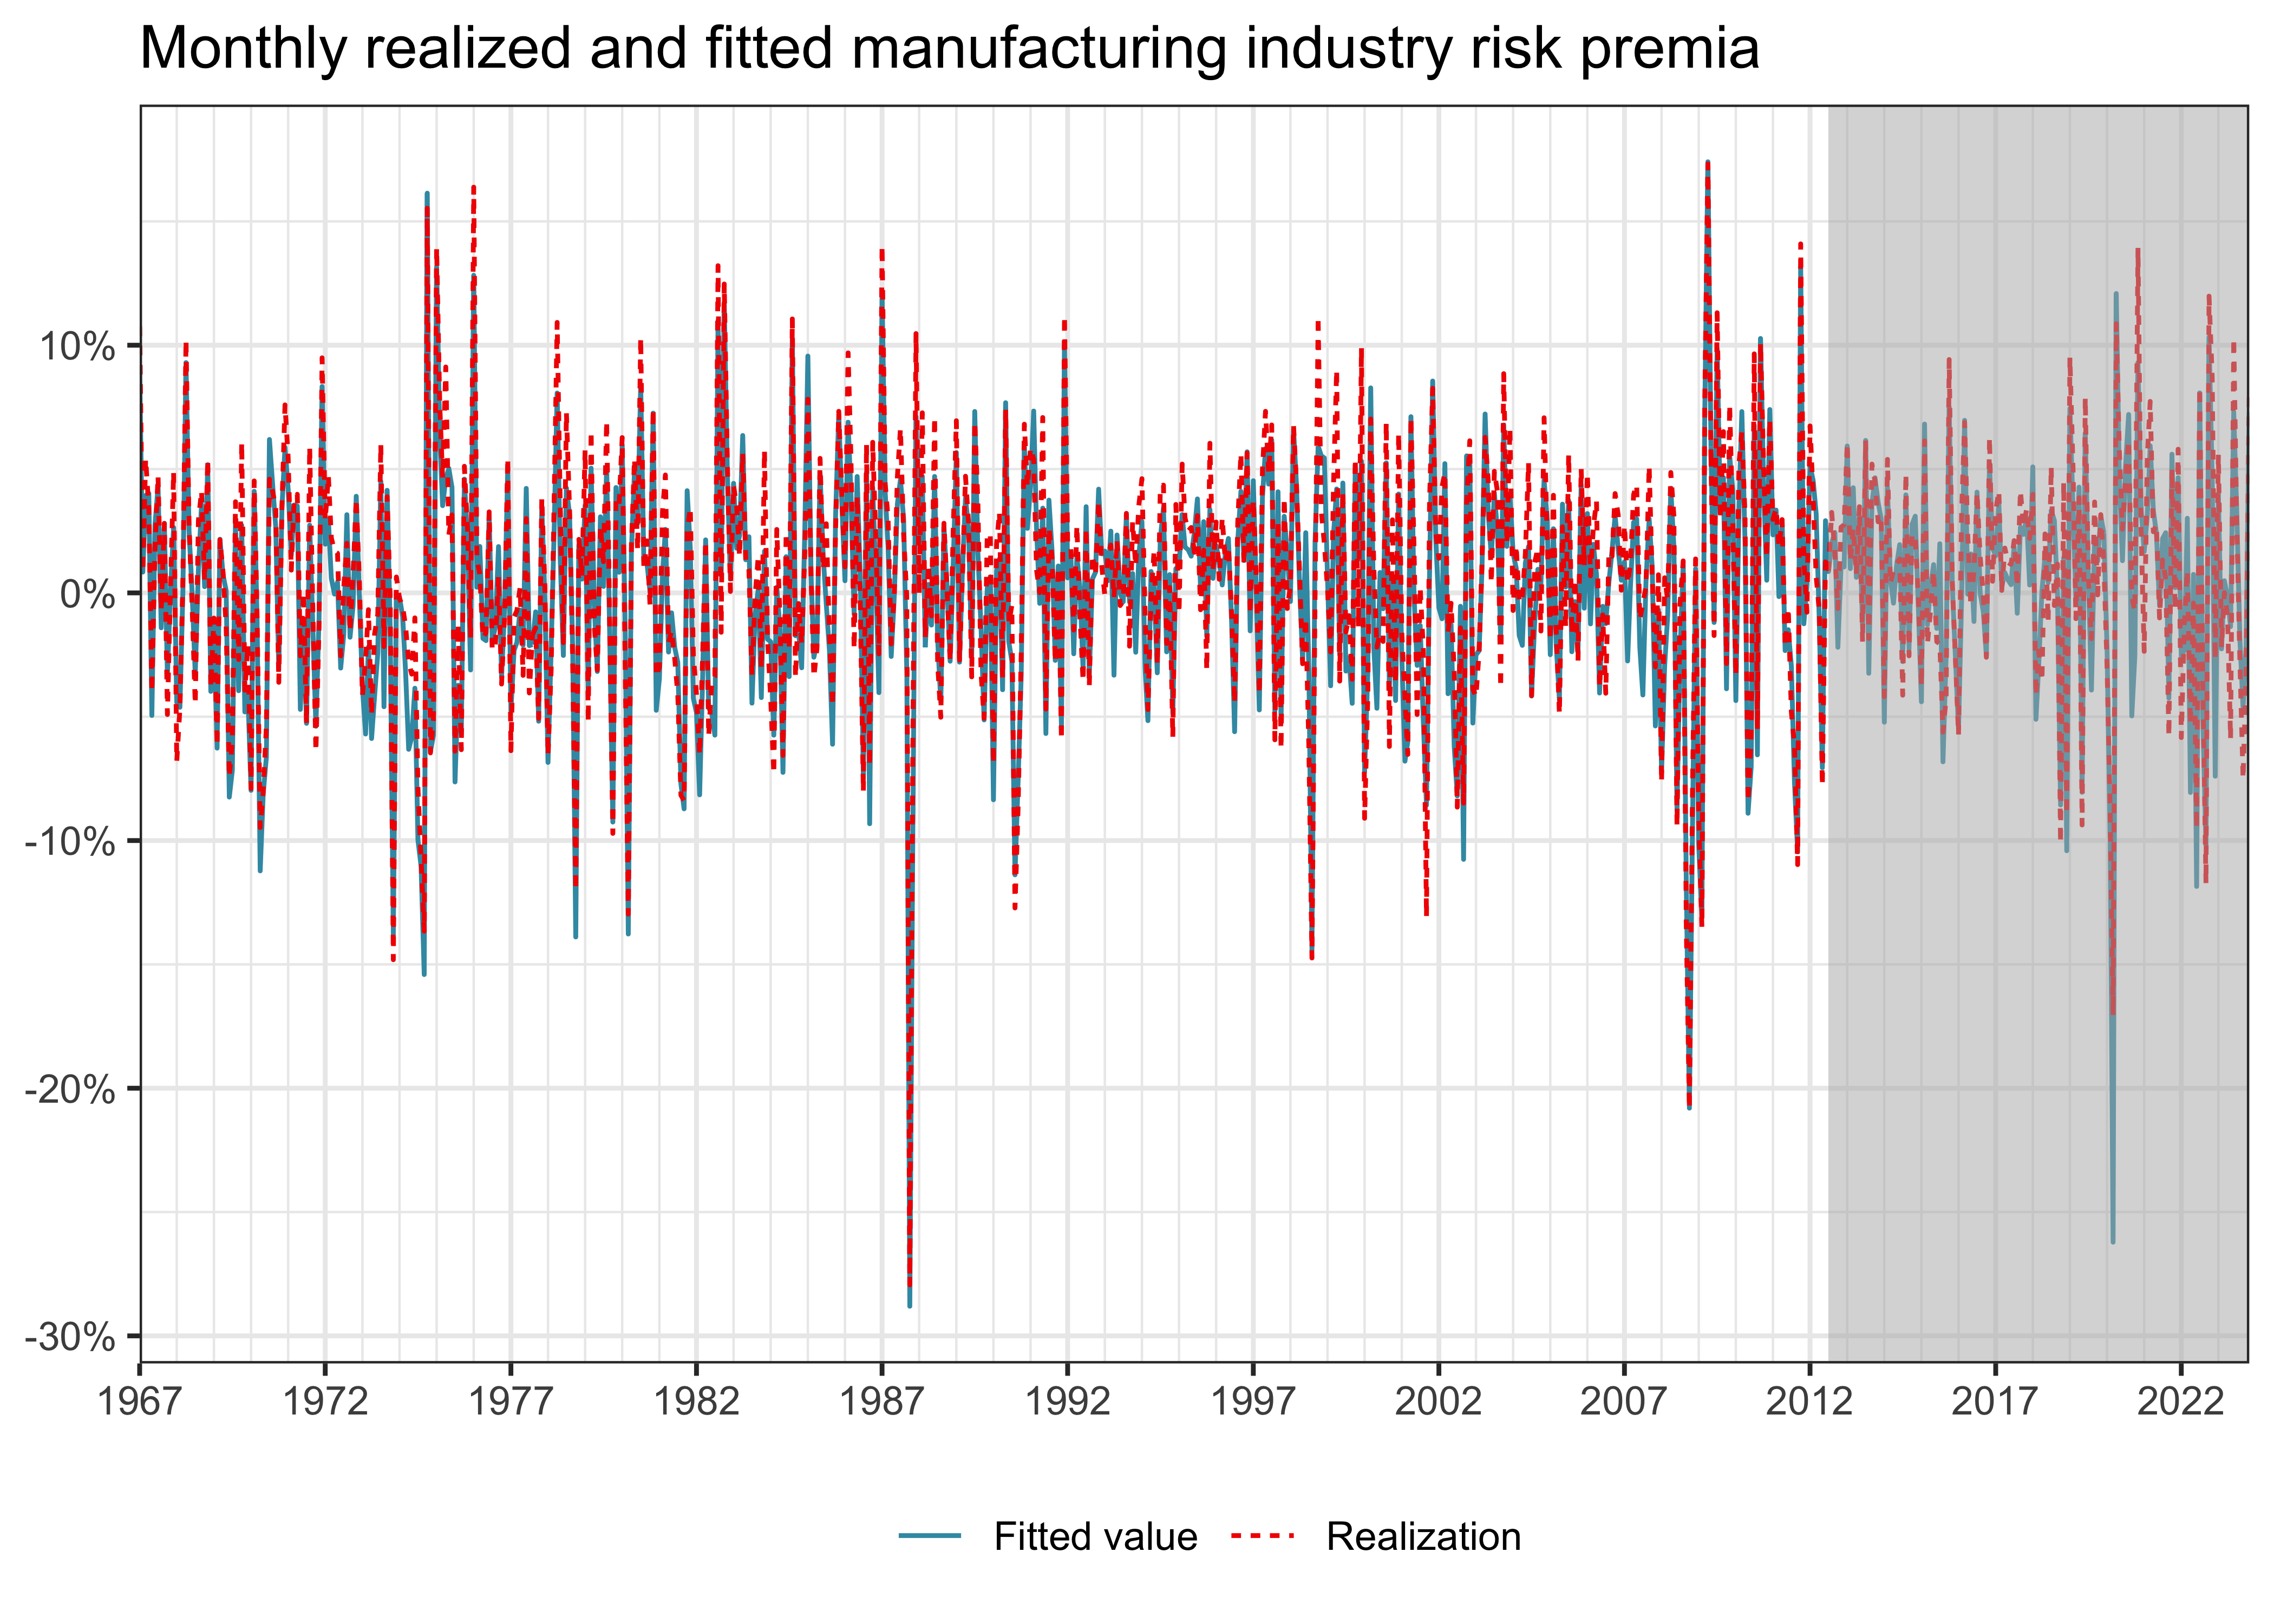 Monthly realized and fitted manufacturing industry risk premia
10%
0%
-10%
-20%
-30%
1967 1972 1977 1982 1987 1992 1997 2002 2007 2012 2017 2022
Fitted value Realization